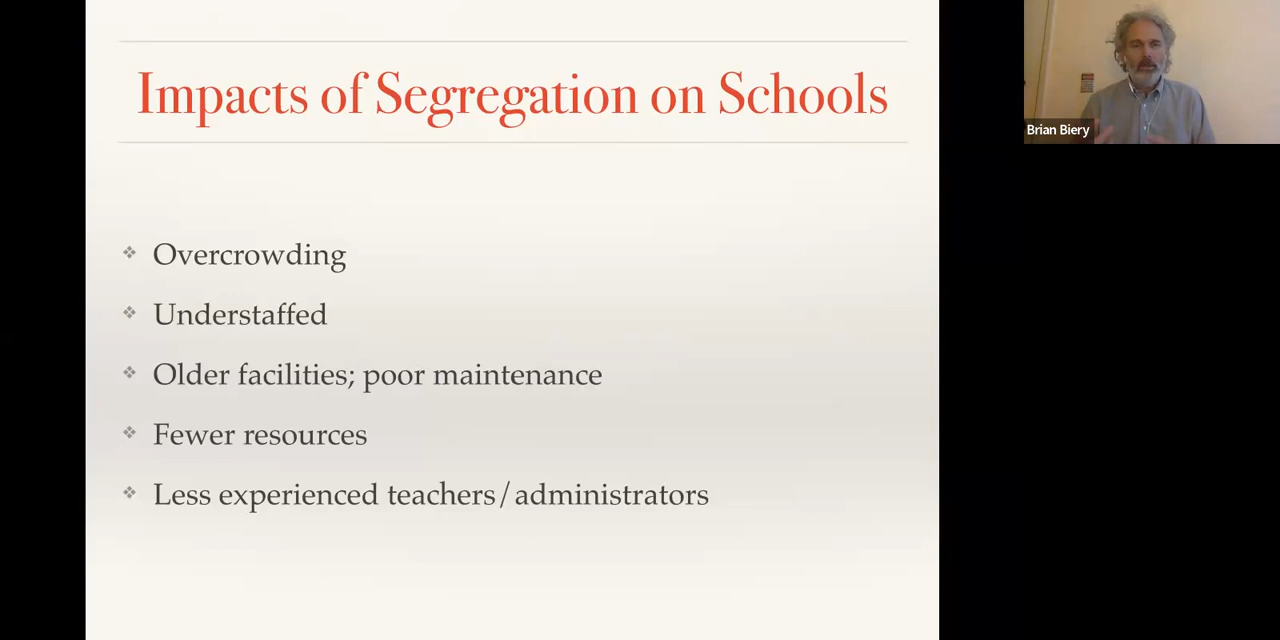 Impacts of Segregation on Schools
Overcrowding
Understaffed
Older facilities; poor maintenance
Fewer resources
Less experienced teachers/administrators
Brian Biery